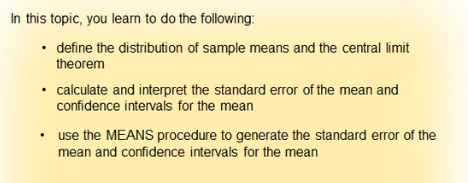 In this topic, you learn to do the following:
• define the distribution of sample means and the central limit
theorem
• calculate and interpret the standard error of the mean and
confidence intervals for the mean
• use the MEANS procedure to generate the standard error of the
mean and confidence intervals for the mean